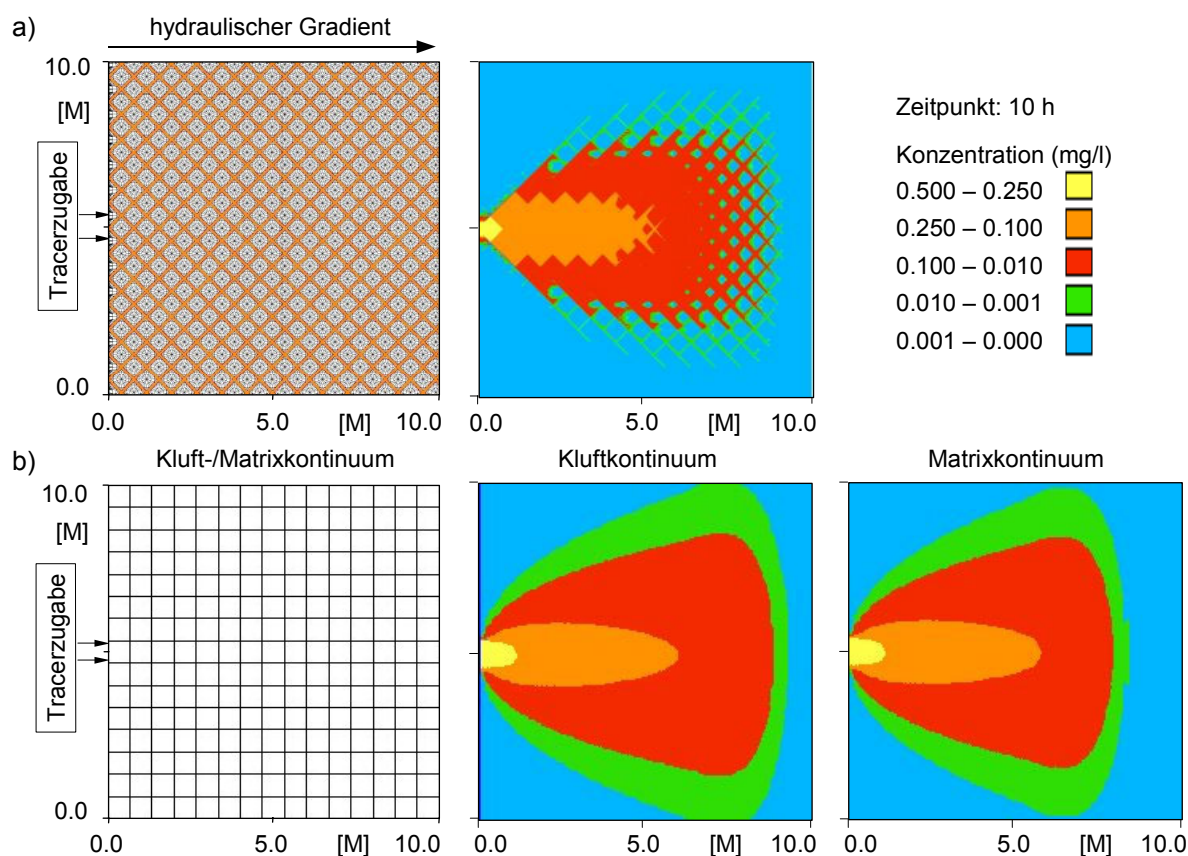 a)
hydraulischer Gradient
10.0
[M]
Tracerzugabe
0.0
0.0 5.0 [M] 10.0
0.0 5.0 [M] 10.0
Zeitpunkt: 10 h
Konzentration (mg/l)
0.500 – 0.250
0.250 – 0.100
0.100 – 0.010
0.010 – 0.001
0.001 – 0.000
b)
Kluft-/Matrixkontinuum
Kluftkontinuum
Matrixkontinuum
10.0
[M]
Tracerzugabe
0.0
0.0 5.0 [M] 10.0
0.0 5.0 [M] 10.0
0.0 5.0 [M] 10.0